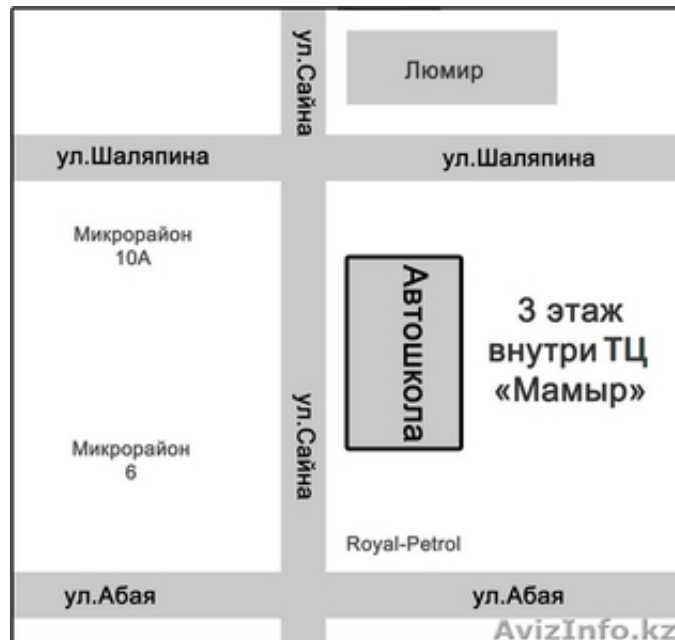 ул.Сайна
Люмир
ул.Шаляпина
ул.Шаляпина
Микрорайон
10А
Автошкола
3 этаж
внутри ТЦ
«Мамыр»
ул.Сайна
Микрорайон
6
Royal-Petrol
ул.Абая
ул.Абая
AvizInfo.kz